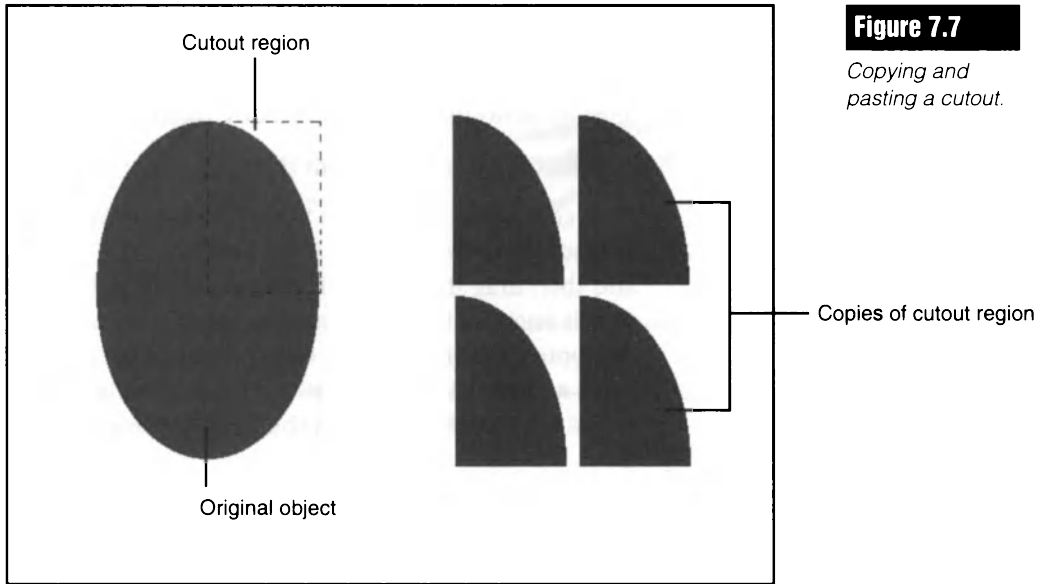 Figure 7.7
Copying and
pasting a cutout.
Cutout region
Copies of cutout region
Original object